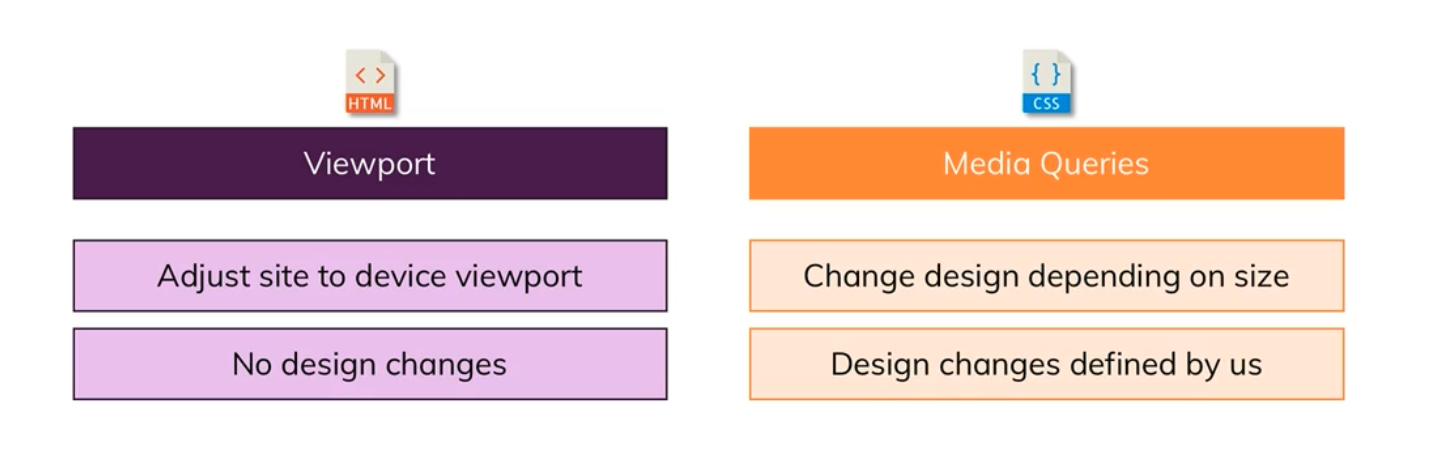 HTML
CSS
Viewport
Media Queries
Adjust site to device viewport
Change design depending on size
No design changes
Design changes defined by us